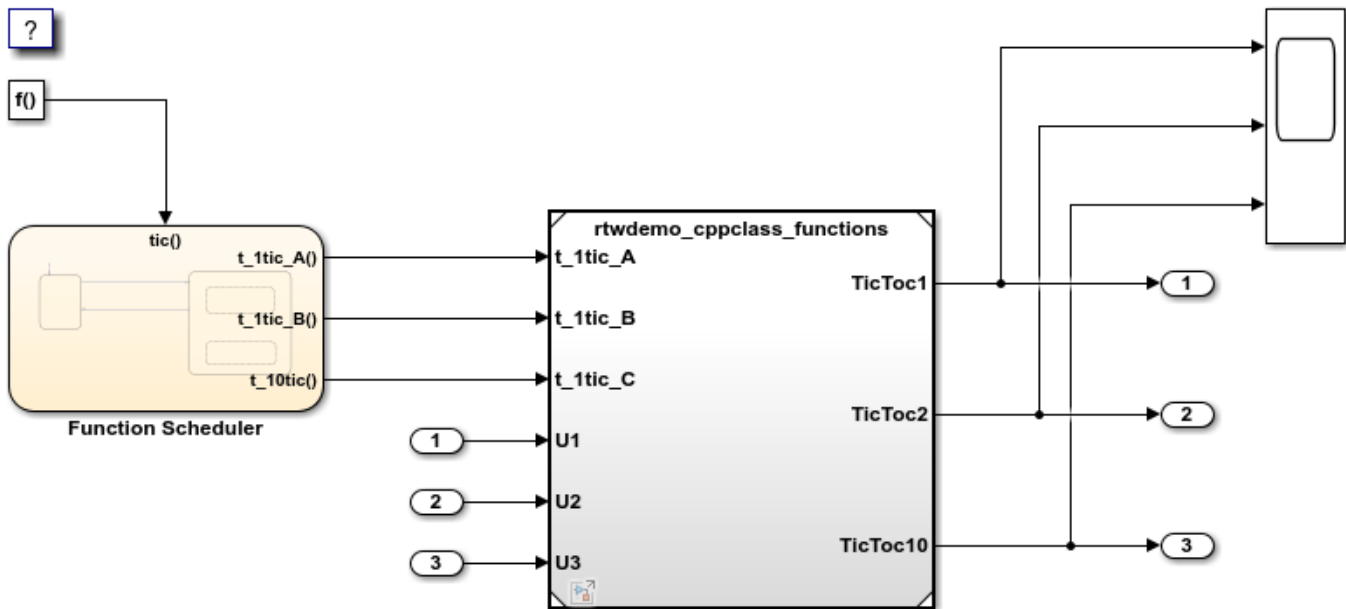 ?
f()
tic()
t_1tic_A()
t_1tic_B()
t_10tic()
Function Scheduler
rtwdemo_cppclass_functions
t_1tic_A
t_1tic_B
t_1tic_C
U1
U2
U3
TicToc1
TicToc2
TicToc10
1
2
3
1
2
3